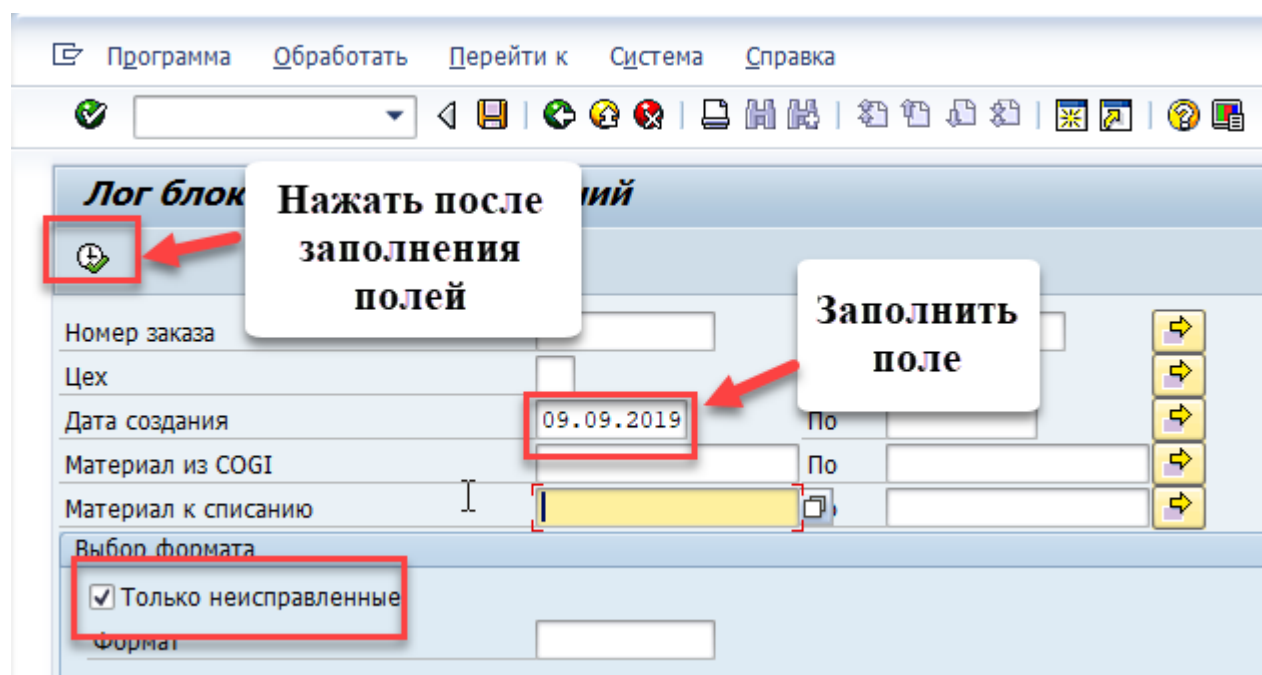 Программа Обработать Перейти к Система Справка
Лог блок
ний
Нажать после
заполнения
полей
Заполнить
поле
Номер заказа
Цех
Дата создания 09.09.2019 По
Материал из COGI По
Материал к списанию
Выбор формата
Только неисправленные
Формат